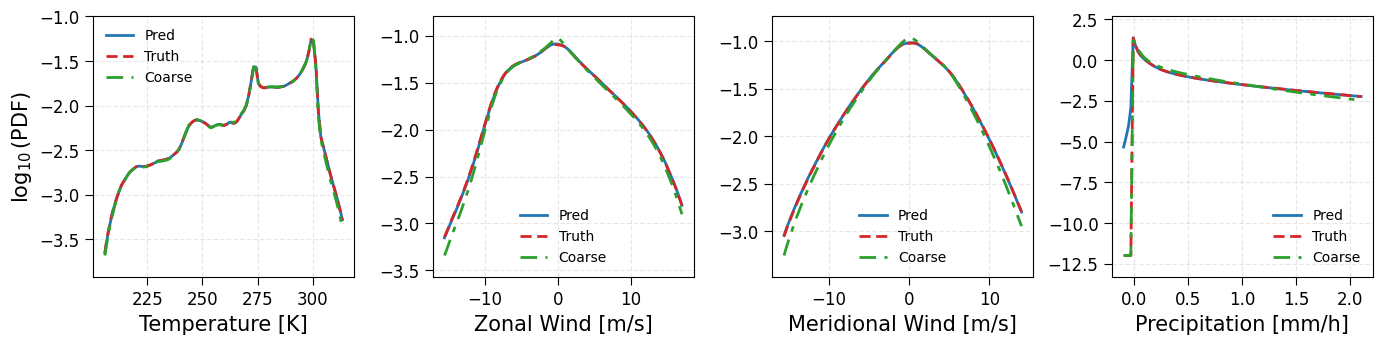 log10(PDF)
−1.0
−1.5
−2.0
−2.5
−3.0
−3.5
Pred
Truth
Coarse
225 250 275 300
Temperature [K]
−1.0
−1.5
−2.0
−2.5
−3.0
−3.5
Pred
Truth
Coarse
−10 0 10
Zonal Wind [m/s]
−1.0
−1.5
−2.0
−2.5
−3.0
Pred
Truth
Coarse
−10 0 10
Meridional Wind [m/s]
2.5
0.0
−2.5
−5.0
−7.5
−10.0
−12.5
Pred
Truth
Coarse
0.0 0.5 1.0 1.5 2.0
Precipitation [mm/h]